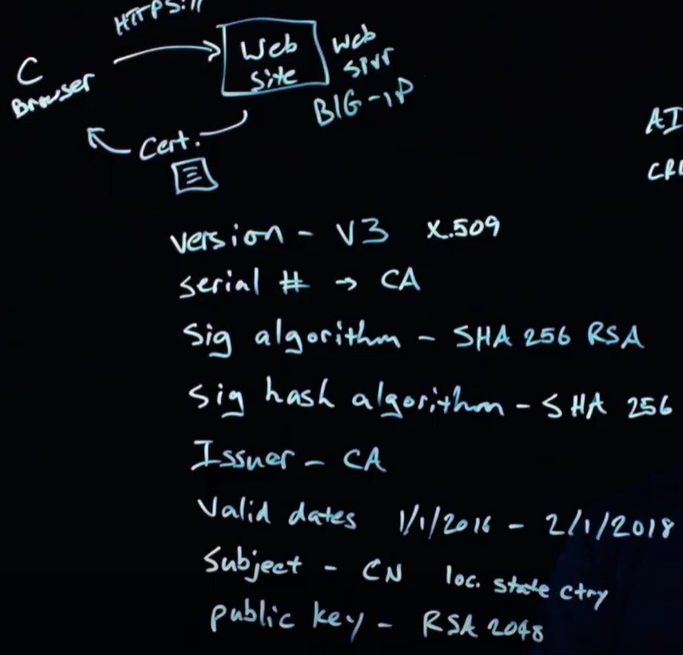 HTTPS://
C
Browser
Web
Site
Web
srvr
BIG-IP
Cert.
AI
version - V3 X.509
serial # → CA
Sig algorithm - SHA 256 RSA
Sig hash algorithm - SHA 256
Issuer - CA
Valid dates 1/1/2016 - 2/1/2018
Subject - CN loc. state ctry
public key - RSA 2048